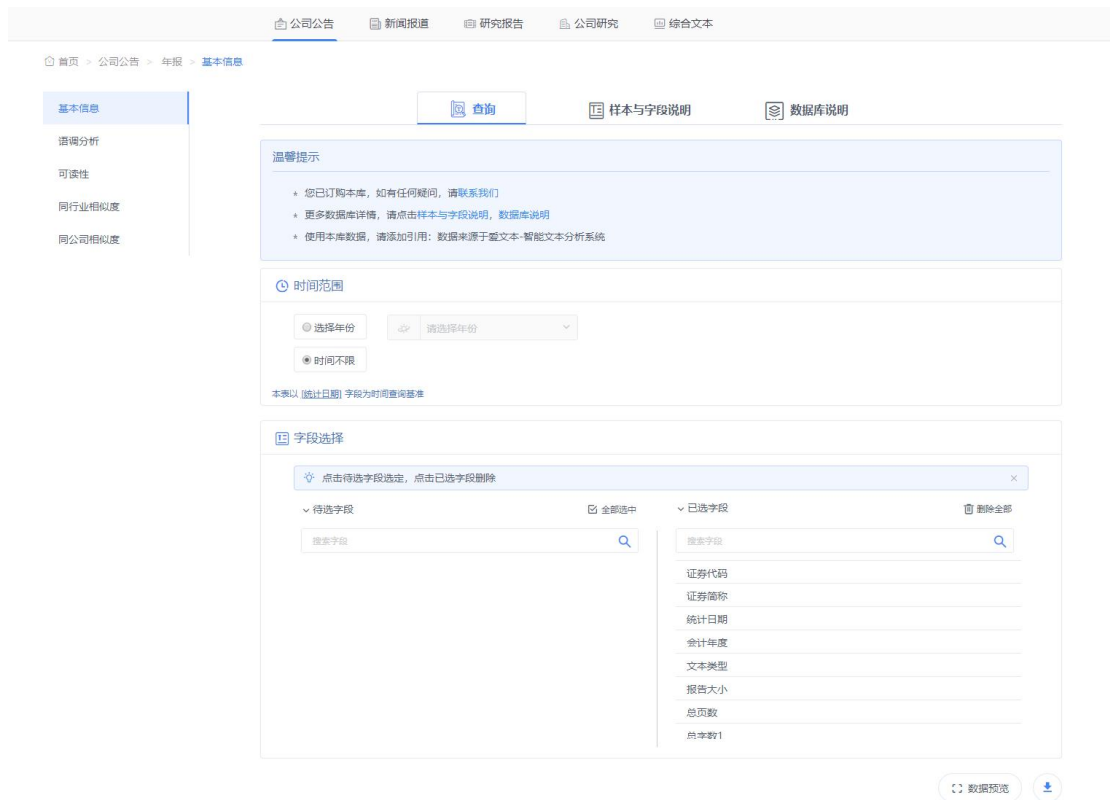 公司公告 新闻报道 研究报告 公司研究 综合文本
首页 > 公司公告 > 年报 > 基本信息
基本信息
语调分析
可读性
同行业相似度
同公司相似度
查询 样本与字段说明 数据库说明
温馨提示
* 您已订购本库，如有任何疑问，请联系我们
* 更多数据库详情，请点击样本与字段说明，数据库说明
* 使用本库数据，请添加引用：数据来源于爱文本-智能文本分析系统
时间范围
选择年份 请选择年份
时间不限
本表以 [统计日期] 字段为时间查询基准
字段选择
点击待选字段选定，点击已选字段删除 ×
待选字段 全部选中
搜索字段
已选字段 删除全部
搜索字段
证券代码
证券简称
统计日期
会计年度
文本类型
报告大小
总页数
总字数1
数据预览